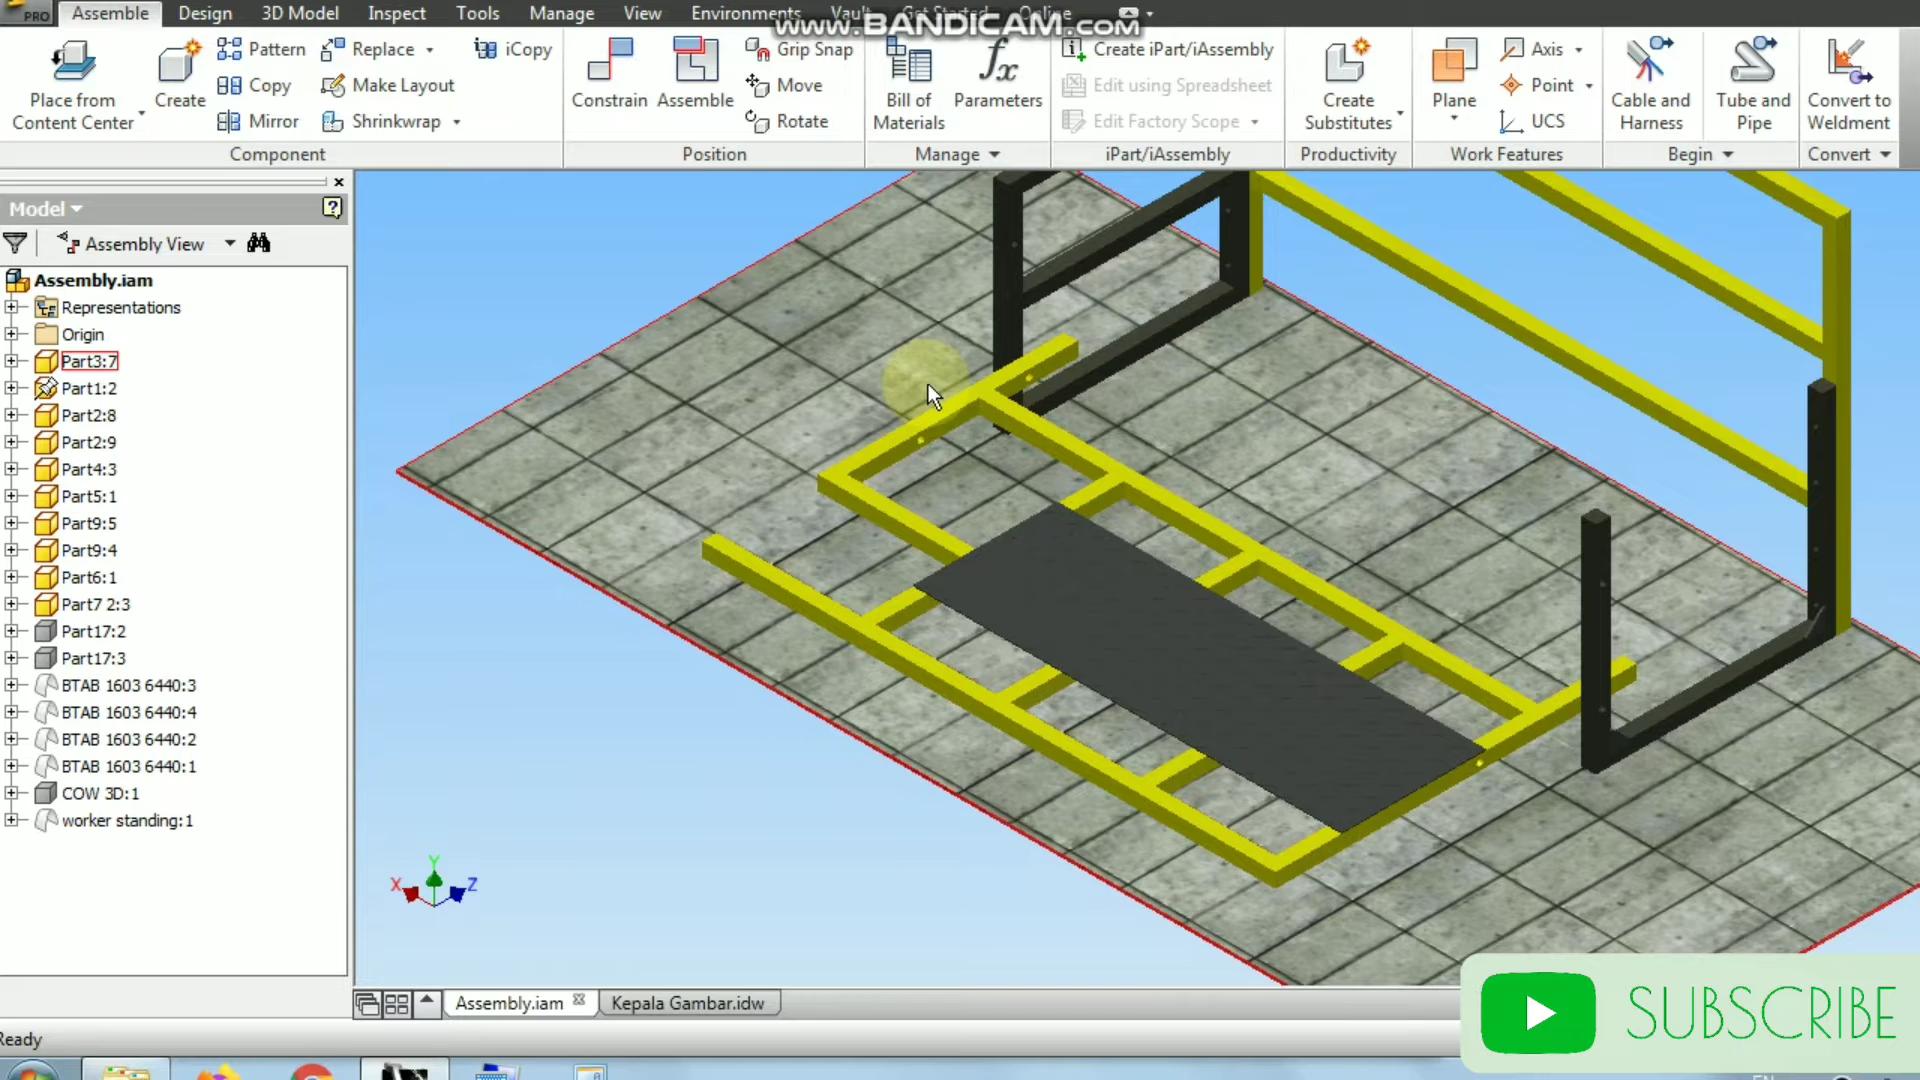 PRO
Assemble Design 3D Model Inspect Tools Manage View Environments Vault Get Started Online
www.BANDICAM.com
Place from Content Center
Create
Pattern
Copy
Mirror
Replace
Make Layout
Shrinkwrap
iCopy
Component
Constrain
Assemble
Grip Snap
Move
Rotate
Position
Bill of Materials
fx
Parameters
Manage
Create iPart/iAssembly
Edit using Spreadsheet
Edit Factory Scope
iPart/iAssembly
Create Substitutes
Productivity
Plane
Axis
Point
UCS
Work Features
Cable and Harness
Tube and Pipe
Begin
Convert to Weldment
Convert
Model
Assembly View
Assembly.iam
Representations
Origin
Part3:7
Part1:2
Part2:8
Part2:9
Part4:3
Part5:1
Part9:5
Part9:4
Part6:1
Part7 2:3
Part17:2
Part17:3
BTAB 1603 6440:3
BTAB 1603 6440:4
BTAB 1603 6440:2
BTAB 1603 6440:1
COW 3D:1
worker standing:1
X Y Z
Assembly.iam
Kepala Gambar.idw
Ready
SUBSCRIBE